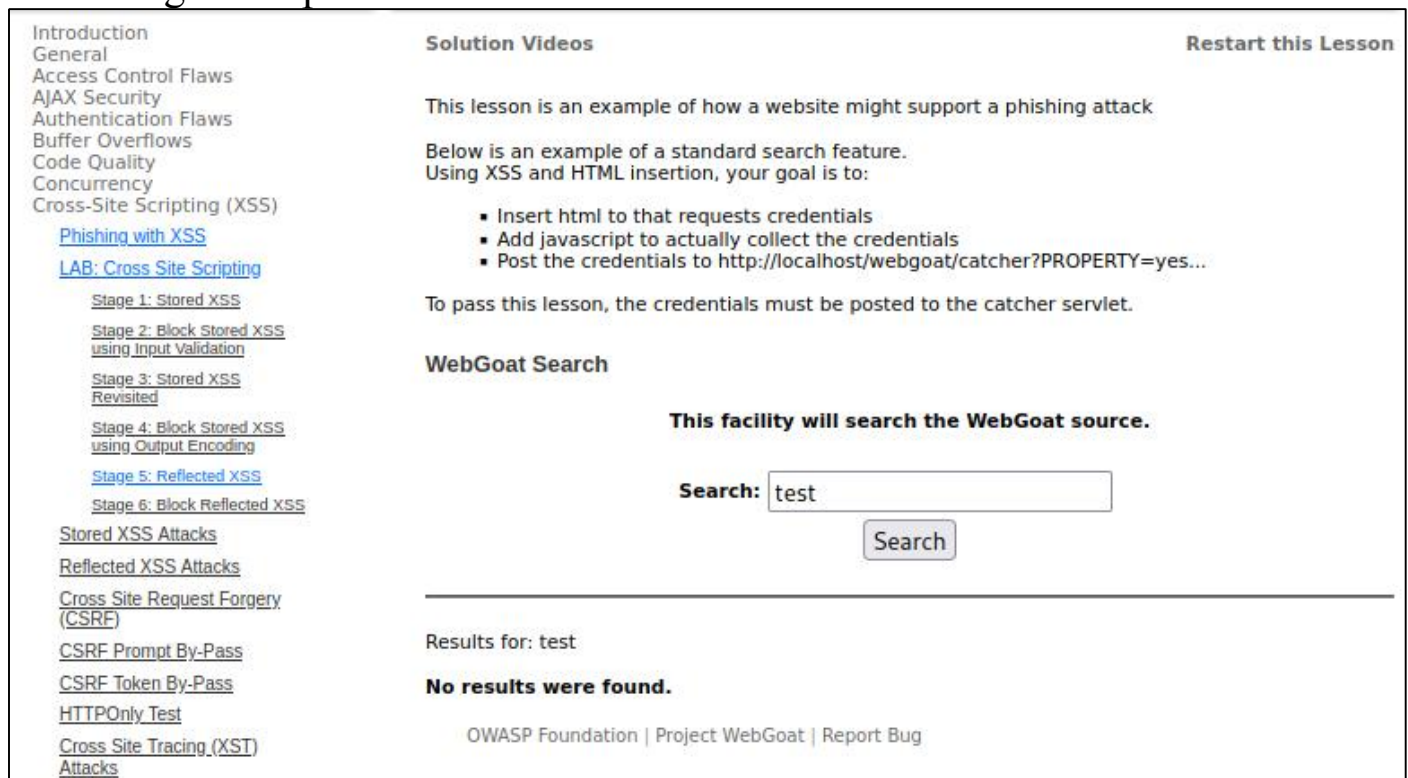 Introduction
General
Access Control Flaws
AJAX Security
Authentication Flaws
Buffer Overflows
Code Quality
Concurrency
Cross-Site Scripting (XSS)
Phishing with XSS
LAB: Cross Site Scripting
Stage 1: Stored XSS
Stage 2: Block Stored XSS
using Input Validation
Stage 3: Stored XSS
Revisited
Stage 4: Block Stored XSS
using Output Encoding
Stage 5: Reflected XSS
Stage 6: Block Reflected XSS
Stored XSS Attacks
Reflected XSS Attacks
Cross Site Request Forgery
(CSRF)
CSRF Prompt By-Pass
CSRF Token By-Pass
HTTPOnly Test
Cross Site Tracing (XST)
Attacks
Solution Videos
Restart this Lesson
This lesson is an example of how a website might support a phishing attack
Below is an example of a standard search feature.
Using XSS and HTML insertion, your goal is to:
▪ Insert html to that requests credentials
▪ Add javascript to actually collect the credentials
▪ Post the credentials to http://localhost/webgoat/catcher?PROPERTY=yes...
To pass this lesson, the credentials must be posted to the catcher servlet.
WebGoat Search
This facility will search the WebGoat source.
Search: test
Search
Results for: test
No results were found.
OWASP Foundation | Project WebGoat | Report Bug